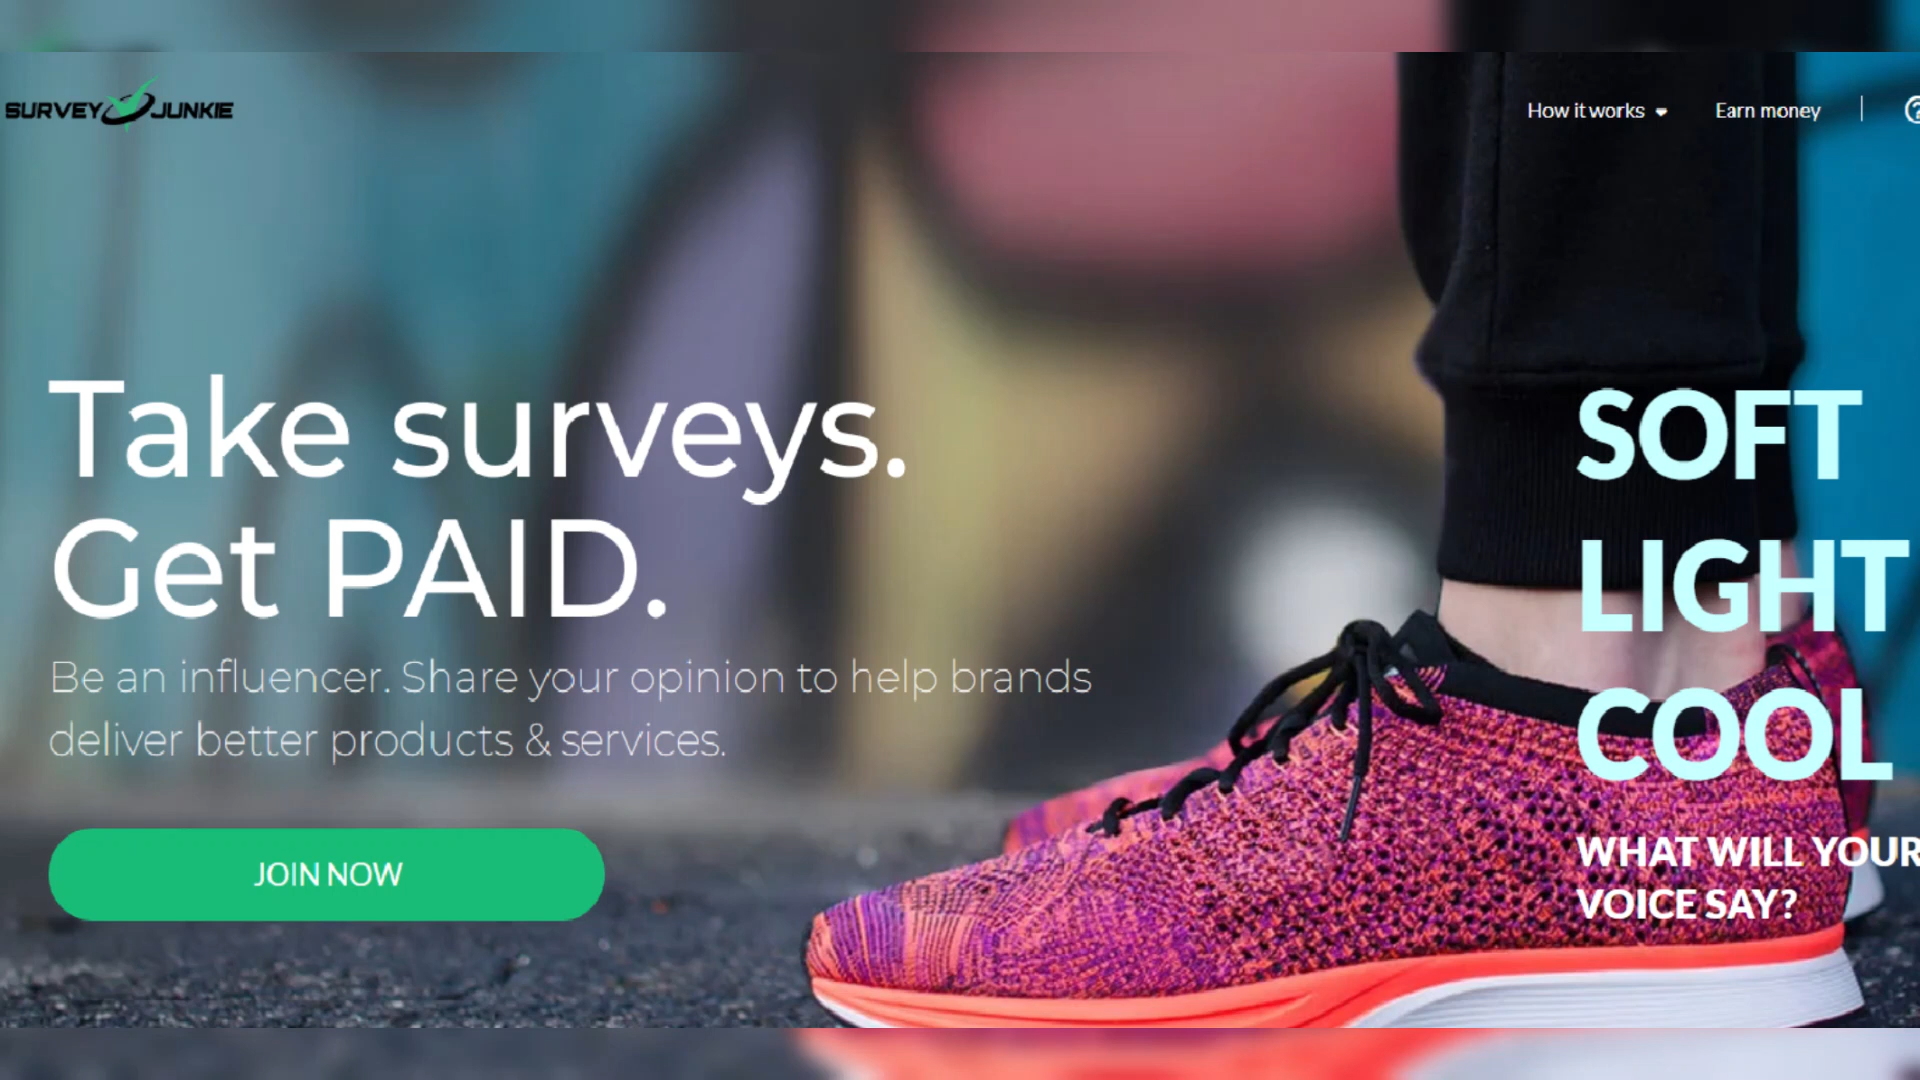 SURVEY JUNKIE
How it works
Earn money
Take surveys.
Get PAID.
Be an influencer. Share your opinion to help brands
deliver better products & services.
JOIN NOW
SOFT
LIGHT
COOL
WHAT WILL YOUR
VOICE SAY?